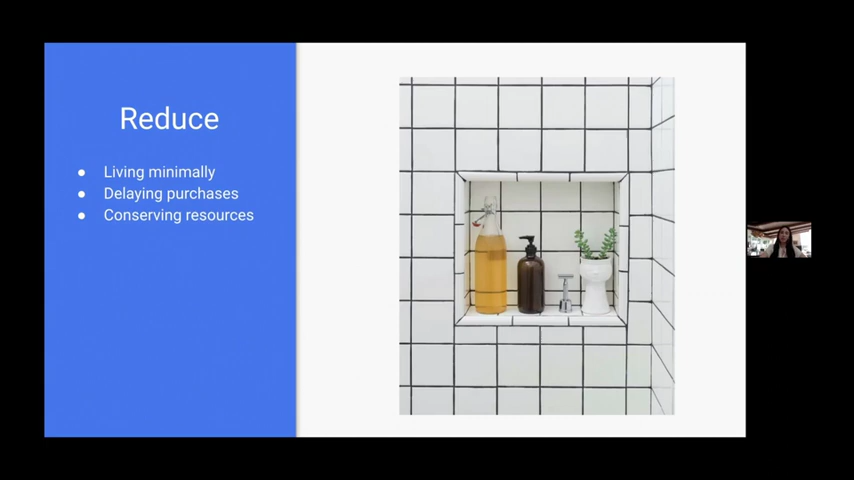 Reduce
● Living minimally
● Delaying purchases
● Conserving resources